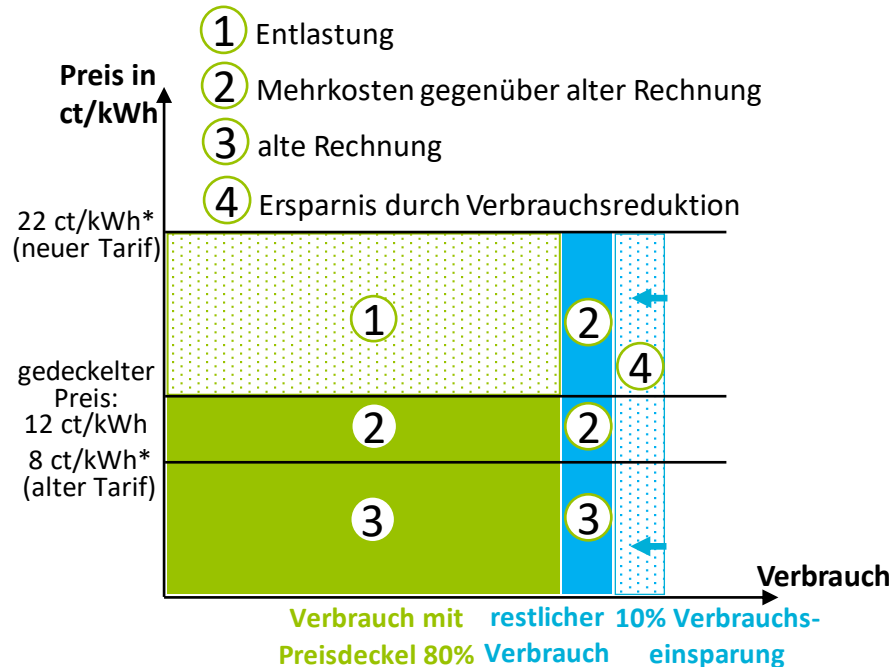 1 Entlastung
2 Mehrkosten gegenüber alter Rechnung
3 alte Rechnung
4 Ersparnis durch Verbrauchsreduktion
Preis in
ct/kWh
22 ct/kWh*
(neuer Tarif)
gedeckelter
Preis:
12 ct/kWh
8 ct/kWh*
(alter Tarif)
1
2
4
2
2
3
3
Verbrauch
Verbrauch mit
Preisdeckel 80%
restlicher
Verbrauch
10% Verbrauchs-
einsparung